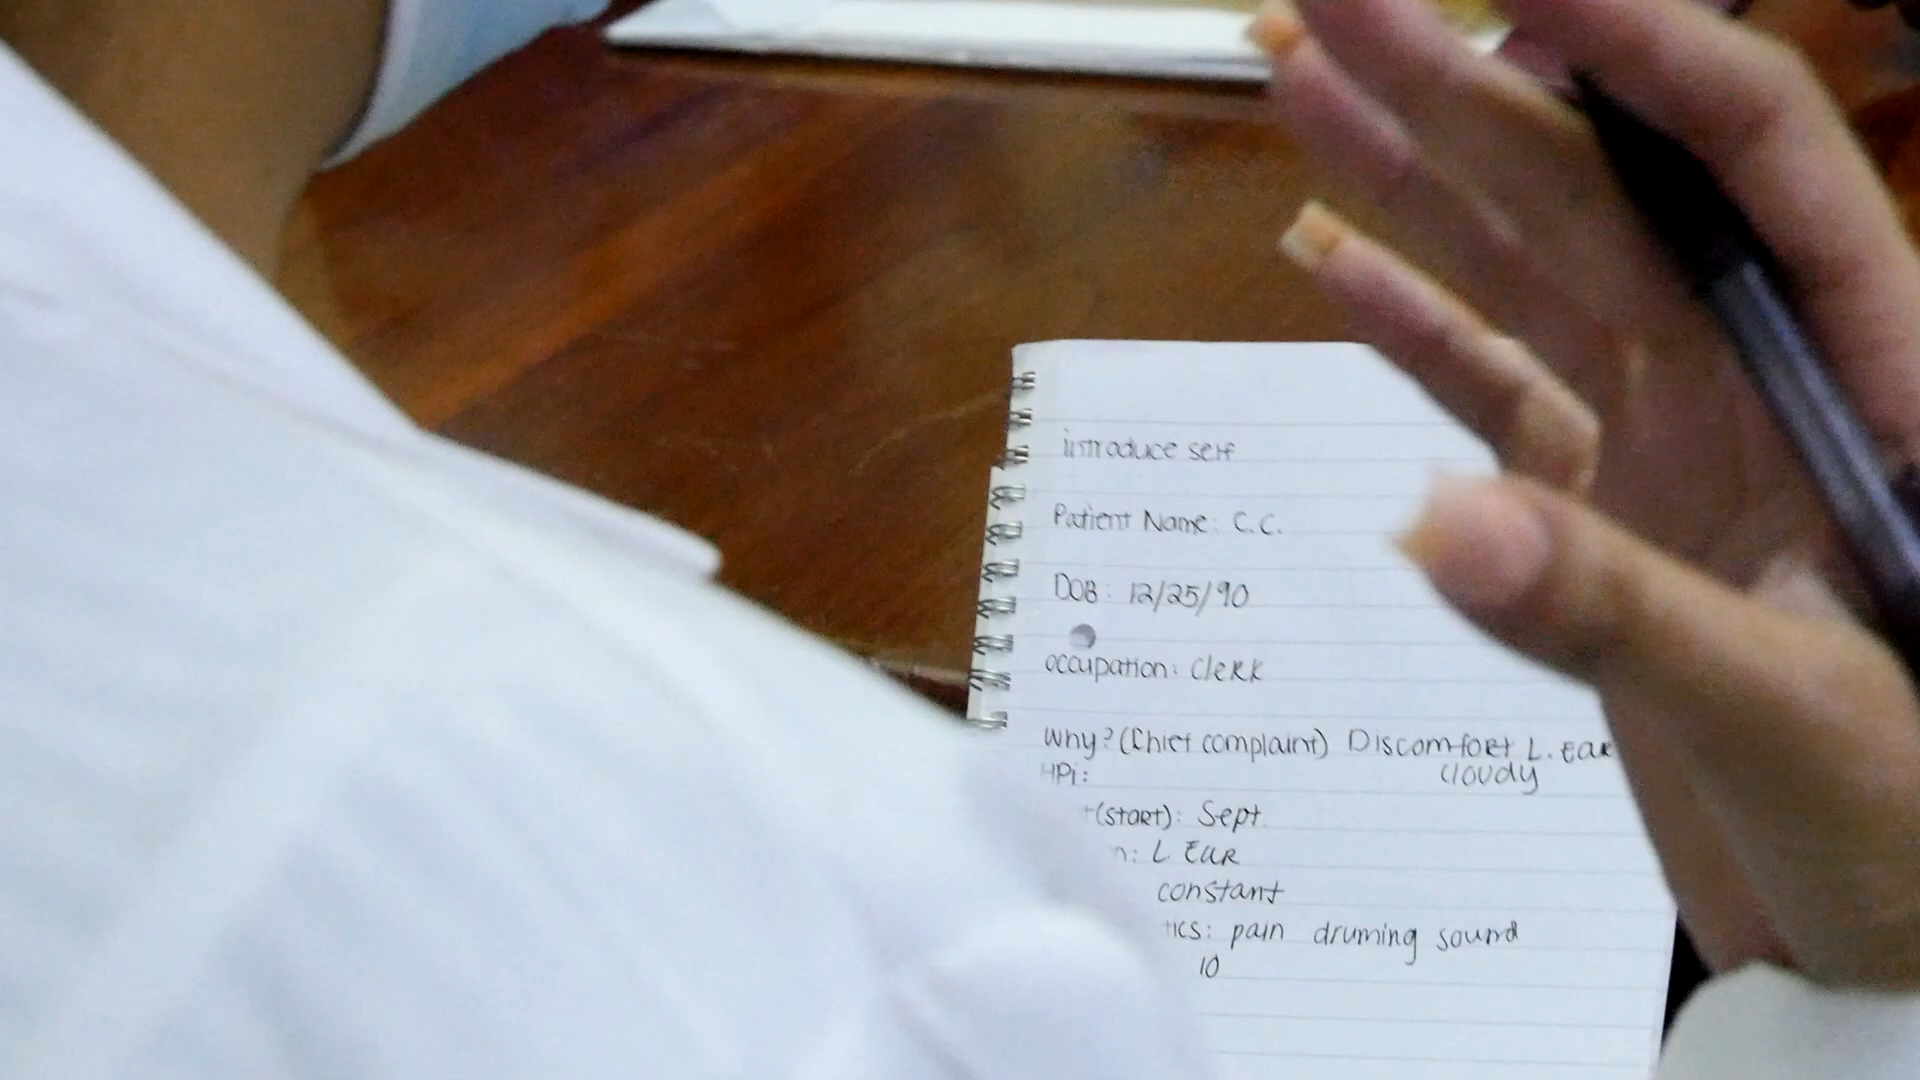 introduce self
Patient Name: C.C.
DOB: 12/25/90
occupation: Clerk
Why? (Chief complaint) Discomfort L. Ear
cloudy
HPi:
(start): Sept.
L. EAR
constant
pain druming sound
10